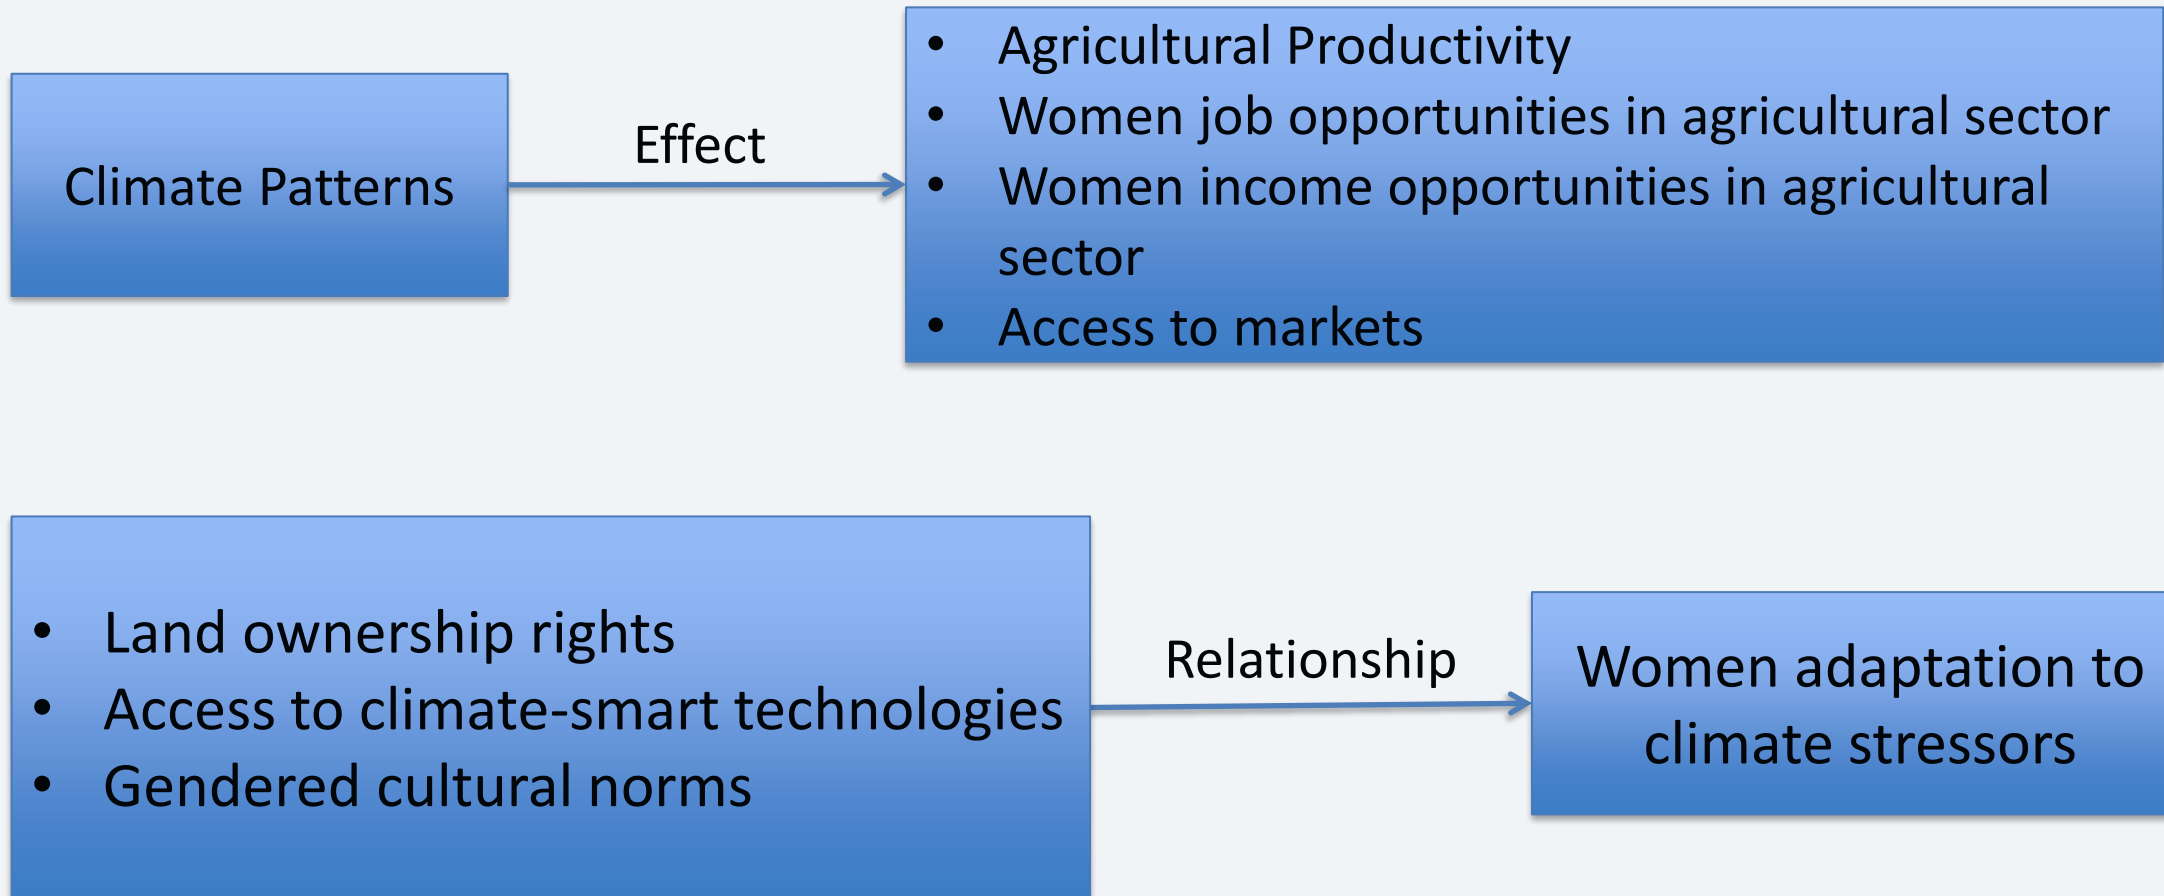 Climate Patterns
Effect
• Agricultural Productivity
• Women job opportunities in agricultural sector
• Women income opportunities in agricultural
sector
• Access to markets
• Land ownership rights
• Access to climate-smart technologies
• Gendered cultural norms
Relationship
Women adaptation to
climate stressors